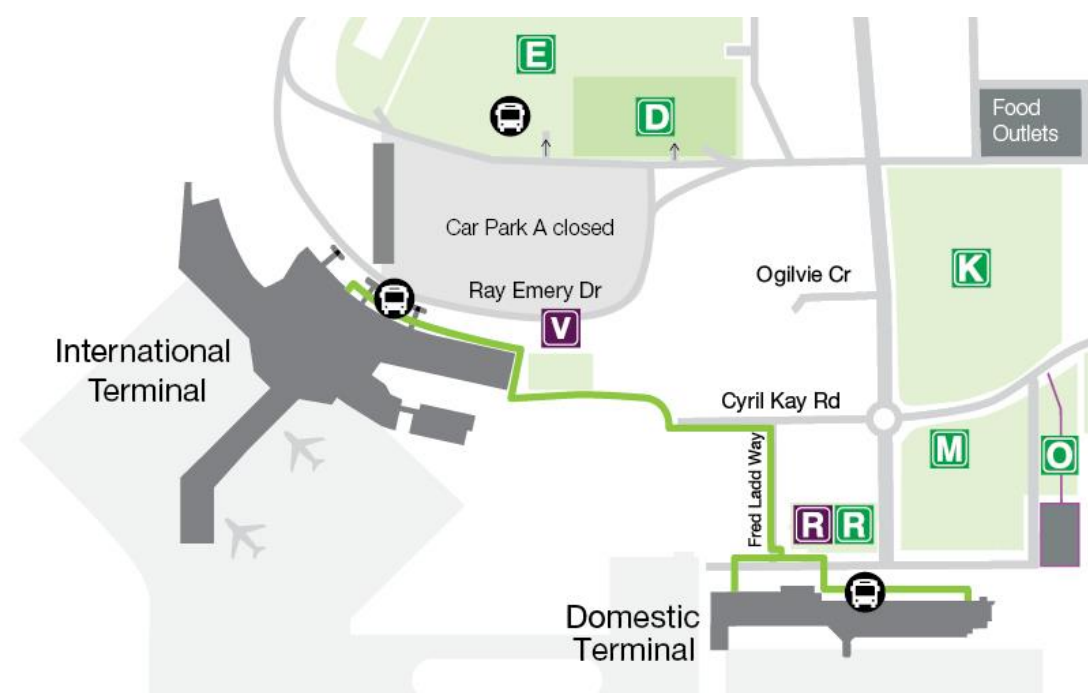 E
D
Food
Outlets
Car Park A closed
K
Ogilvie Cr
Ray Emery Dr
V
International
Terminal
Cyril Kay Rd
M
O
Fred Ladd Way
R R
Domestic
Terminal